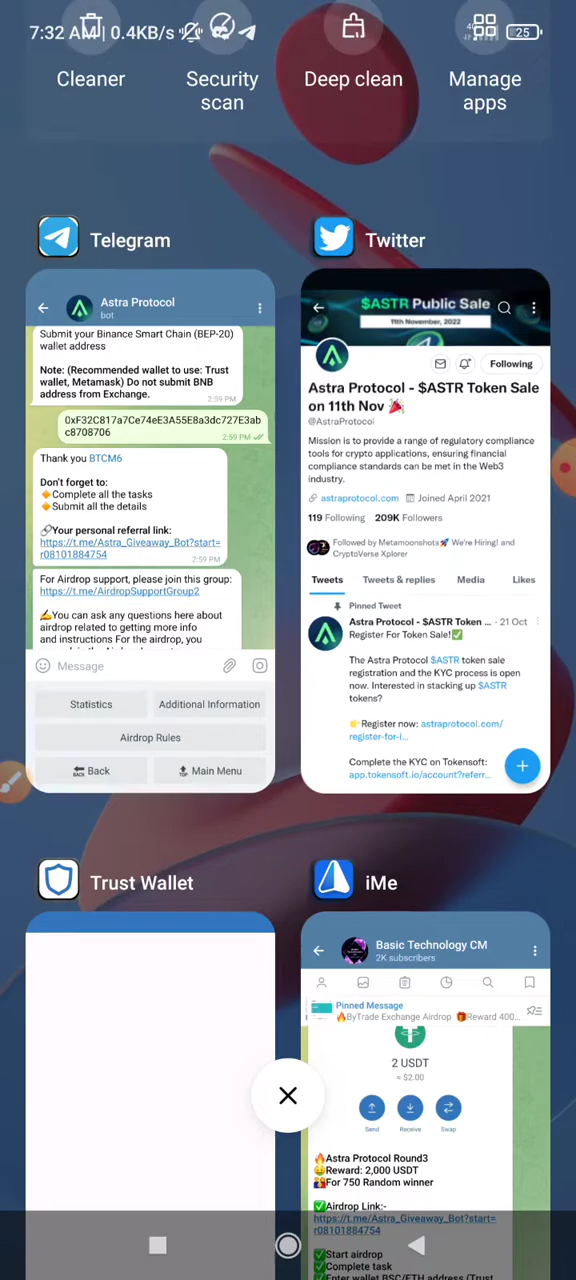 7:32 AM | 0.4KB/s
25
Cleaner
Security scan
Deep clean
Manage apps
Telegram
Astra Protocol
bot
Submit your Binance Smart Chain (BEP-20)
wallet address
Note: (Recommended wallet to use: Trust
wallet, Metamask) Do not submit BNB
address from Exchange.
2:59 PM
0xF32C817a7Ce74eE3A55E8a3dc727E3ab
c8708706
2:59 PM
Thank you BTCM6
Don't forget to:
🔸Complete all the tasks
🔸Submit all the details
🔗Your personal referral link:
https://t.me/Astra_Giveaway_Bot?start=
r08101884754
2:59 PM
For Airdrop support, please join this group:
https://t.me/AirdropSupportGroup2
✍️You can ask any questions here about
airdrop related to getting more info
and instructions For the airdrop, you
Message
Statistics
Additional Information
Airdrop Rules
BACK Back
TOP Main Menu
Twitter
$ASTR Public Sale
11th November, 2022
Following
Astra Protocol - $ASTR Token Sale
on 11th Nov 🎉
@AstraProtocol
Mission is to provide a range of regulatory compliance
tools for crypto applications, ensuring financial
compliance standards can be met in the Web3
industry.
astraprotocol.com Joined April 2021
119 Following 209K Followers
Followed by Metamoonshots🚀 We're Hiring! and
CryptoVerse Xplorer
Tweets Tweets & replies Media Likes
Pinned Tweet
Astra Protocol - $ASTR Token ... · 21 Oct
Register For Token Sale!✅
The Astra Protocol $ASTR token sale
registration and the KYC process is open
now. Interested in stacking up $ASTR
tokens?
👉Register now: astraprotocol.com/
register-for-i...
Complete the KYC on Tokensoft:
app.tokensoft.io/account?referr...
Trust Wallet
iMe
Basic Technology CM
2K subscribers
Pinned Message
🔥ByTrade Exchange Airdrop 🎁Reward 400...
2 USDT
≈ $2.00
Send
Receive
Swap
🔥Astra Protocol Round3
🤑Reward: 2,000 USDT
👨‍👩‍👦For 750 Random winner
✅Airdrop Link:-
https://t.me/Astra_Giveaway_Bot?start=
r08101884754
✅Start airdrop
✅Complete task
✅Enter wallet BSC/ETH address (Trust